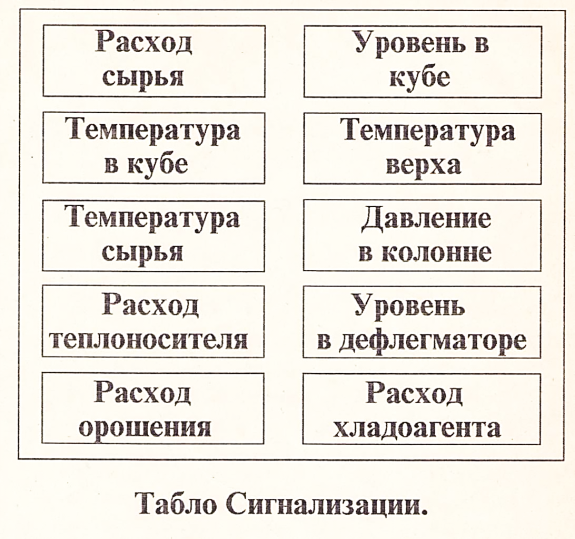 Расход
сырья
Уровень в
кубе
Температура
в кубе
Температура
верха
Температура
сырья
Давление
в колонне
Расход
теплоносителя
Уровень
в дефлегматоре
Расход
орошения
Расход
хладоагента
Табло Сигнализации.